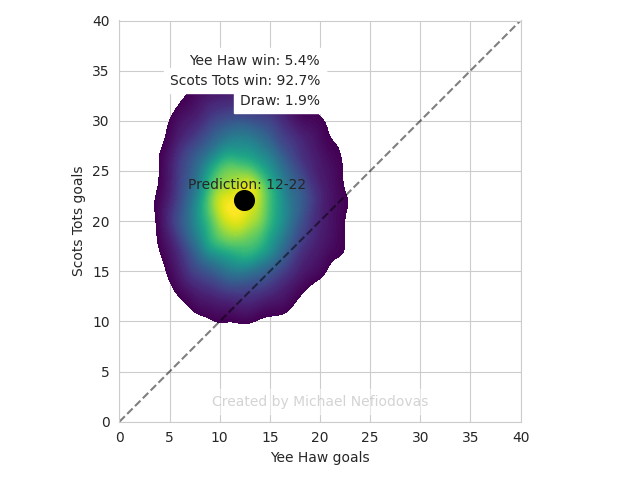 40
35
30
25
20
15
10
5
0
Scots Tots goals
Yee Haw win: 5.4%
Scots Tots win: 92.7%
Draw: 1.9%
Prediction: 12-22
Created by Michael Nefiodovas
0 5 10 15 20 25 30 35 40
Yee Haw goals